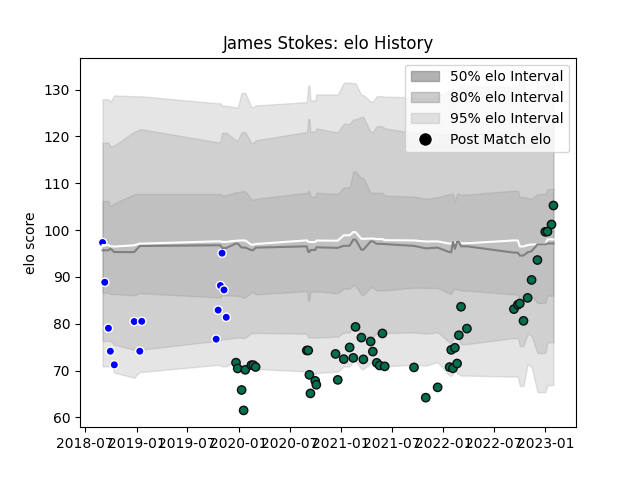 James Stokes: elo History
50% elo Interval
80% elo Interval
95% elo Interval
Post Match elo
elo score
130
120
110
100
90
80
70
60
2018-07 2019-01 2019-07 2020-01 2020-07 2021-01 2021-07 2022-01 2022-07 2023-01